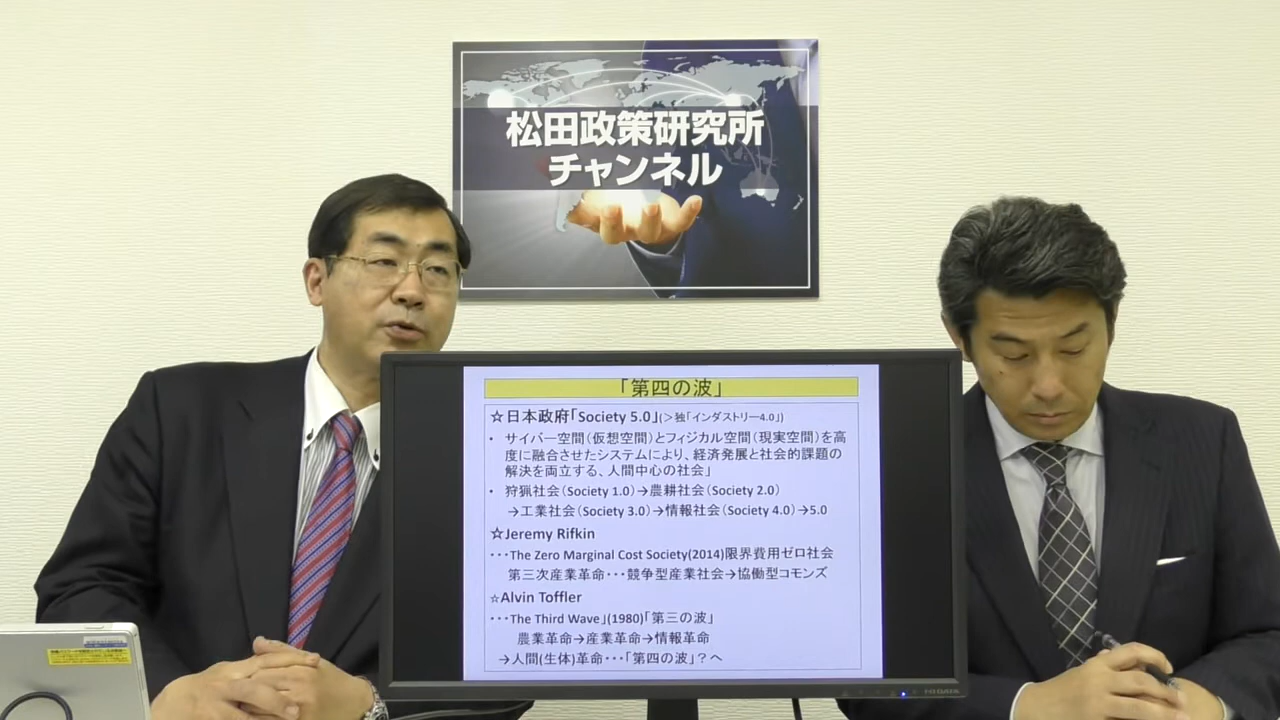 松田政策研究所
チャンネル
「第四の波」
☆日本政府「Society 5.0」(＞独「インダストリー4.0」)
・ サイバー空間（仮想空間）とフィジカル空間（現実空間）を高
度に融合させたシステムにより、経済発展と社会的課題の
解決を両立する、人間中心の社会」
・ 狩猟社会（Society 1.0）→農耕社会（Society 2.0）
→工業社会（Society 3.0）→情報社会（Society 4.0）→5.0
☆Jeremy Rifkin
・・・The Zero Marginal Cost Society(2014)限界費用ゼロ社会
第三次産業革命・・・競争型産業社会→協働型コモンズ
☆Alvin Toffler
・・・The Third Wave」(1980)「第三の波」
農業革命→産業革命→情報革命
→人間(生体)革命・・・「第四の波」？へ
I-O DATA